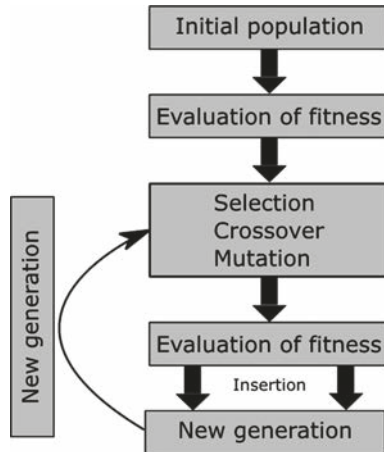 Initial population
Evaluation of fitness
Selection
Crossover
Mutation
New generation
Evaluation of fitness
Insertion
New generation